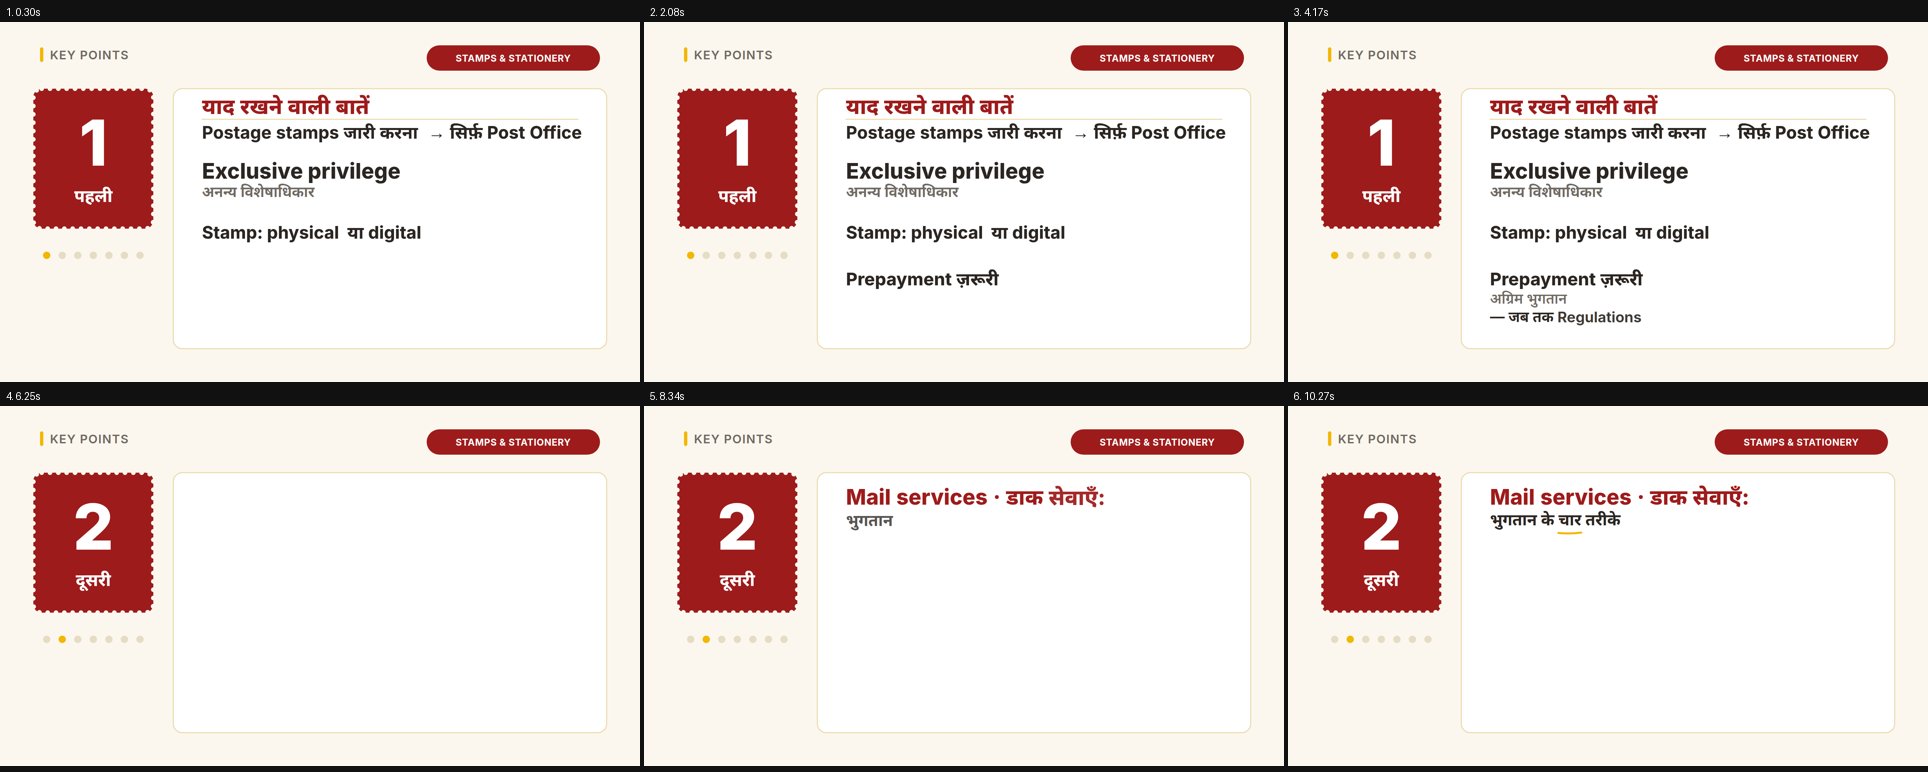 1. 0.30s
KEY POINTS
STAMPS & STATIONERY
1
पहली
याद रखने वाली बातें
Postage stamps जारी करना → सिर्फ़ Post Office
Exclusive privilege
अनन्य विशेषाधिकार
Stamp: physical या digital
2. 2.08s
KEY POINTS
STAMPS & STATIONERY
1
पहली
याद रखने वाली बातें
Postage stamps जारी करना → सिर्फ़ Post Office
Exclusive privilege
अनन्य विशेषाधिकार
Stamp: physical या digital
Prepayment ज़रूरी
3. 4.17s
KEY POINTS
STAMPS & STATIONERY
1
पहली
याद रखने वाली बातें
Postage stamps जारी करना → सिर्फ़ Post Office
Exclusive privilege
अनन्य विशेषाधिकार
Stamp: physical या digital
Prepayment ज़रूरी
अग्रिम भुगतान
— जब तक Regulations
4. 6.25s
KEY POINTS
STAMPS & STATIONERY
2
दूसरी
5. 8.34s
KEY POINTS
STAMPS & STATIONERY
2
दूसरी
Mail services · डाक सेवाएँ:
भुगतान
6. 10.27s
KEY POINTS
STAMPS & STATIONERY
2
दूसरी
Mail services · डाक सेवाएँ:
भुगतान के चार तरीके